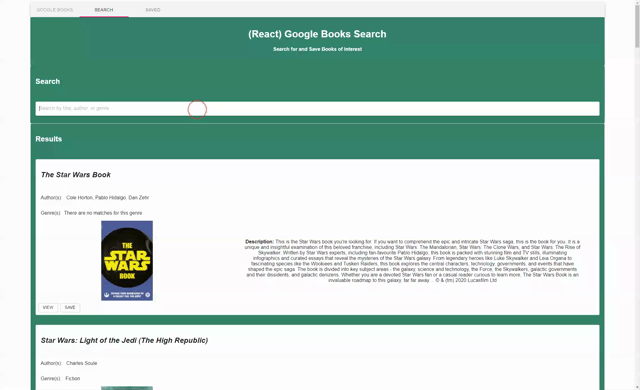 GOOGLE BOOKS SEARCH SAVED
(React) Google Books Search
Search for and Save Books of Interest
Search
Search by title, author, or genre
Results
The Star Wars Book
Author(s) Cole Horton, Pablo Hidalgo, Dan Zehr
Genre(s) There are no matches for this genre
THE
STAR
WARS
BOOK
Description: This is the Star Wars book you're looking for. If you want to comprehend the epic and intricate Star Wars saga, this is the book for you. It is a
unique and insightful examination of this beloved franchise, including Star Wars: The Mandalorian, Star Wars: The Clone Wars, and Star Wars: The Rise of
Skywalker. Written by Star Wars experts, including fan-favourite Pablo Hidalgo, this book is packed with stunning film and TV stills, illuminating
infographics and curated essays that reveal the mysteries of the Star Wars galaxy. From legendary heroes like Luke Skywalker and Leia Organa to
fascinating species like the Wookiees and Tusken Raiders, this book explores the central characters, technology, governments, and events that have
shaped the epic saga. The book is divided into key subject areas - the galaxy, science and technology, the Force, the Skywalkers, galactic governments
and their dissidents, and galactic denizens. Whether you are a devoted Star Wars fan or a casual reader curious to learn more, The Star Wars Book is an
invaluable roadmap to this galaxy, far far away... © & (tm) 2020 Lucasfilm Ltd
VIEW SAVE
Star Wars: Light of the Jedi (The High Republic)
Author(s) Charles Soule
Genre(s) Fiction